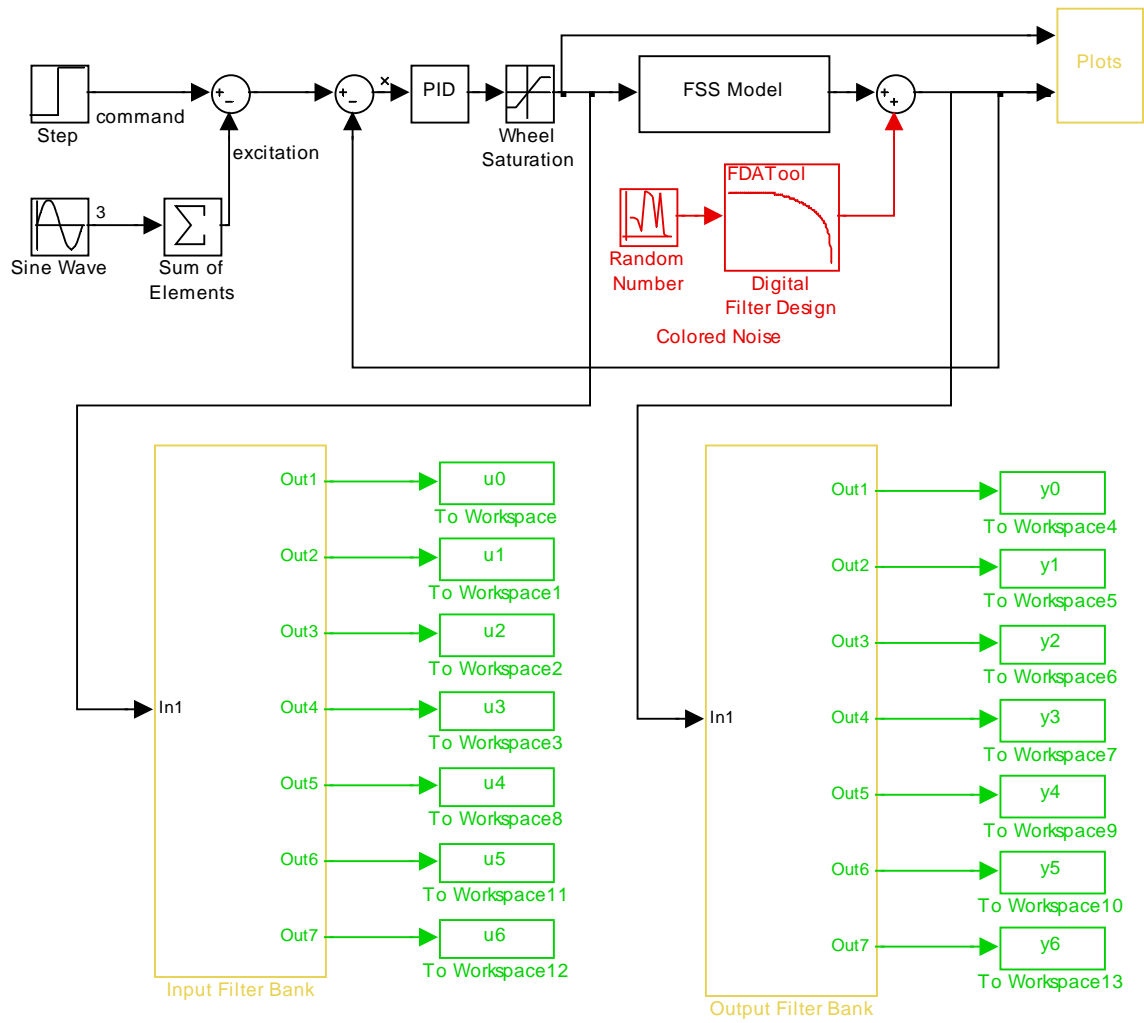 Plots
+
−
+
−
×
PID
FSS Model
+
+
Step
command
Wheel
Saturation
excitation
FDATool
3
Sine Wave
Sum of
Elements
Random
Number
Digital
Filter Design
Colored Noise
In1
Out1
u0
To Workspace
Out2
u1
To Workspace1
Out3
u2
To Workspace2
Out4
u3
To Workspace3
Out5
u4
To Workspace8
Out6
u5
To Workspace11
Out7
u6
To Workspace12
Input Filter Bank
In1
Out1
y0
To Workspace4
Out2
y1
To Workspace5
Out3
y2
To Workspace6
Out4
y3
To Workspace7
Out5
y4
To Workspace9
Out6
y5
To Workspace10
Out7
y6
To Workspace13
Output Filter Bank